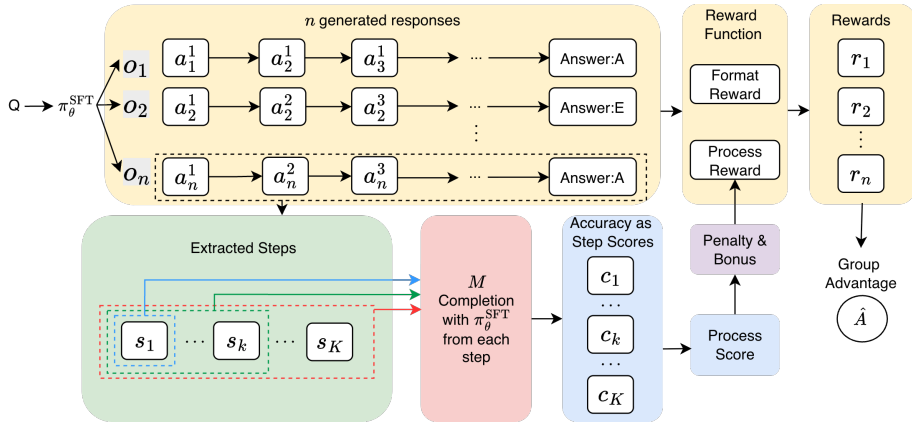 n generated responses
Q
π_θ^SFT
o_1
a_1^1
a_2^1
a_3^1
...
Answer:A
o_2
a_2^1
a_2^2
a_2^3
...
Answer:E
⋮
o_n
a_n^1
a_n^2
a_n^3
...
Answer:A
Reward
Function
Format
Reward
Process
Reward
Rewards
r_1
r_2
⋮
r_n
Group
Advantage
Â
Extracted Steps
s_1
...
s_k
...
s_K
M
Completion
with π_θ^SFT
from each
step
Accuracy as
Step Scores
c_1
...
c_k
...
c_K
Penalty &
Bonus
Process
Score